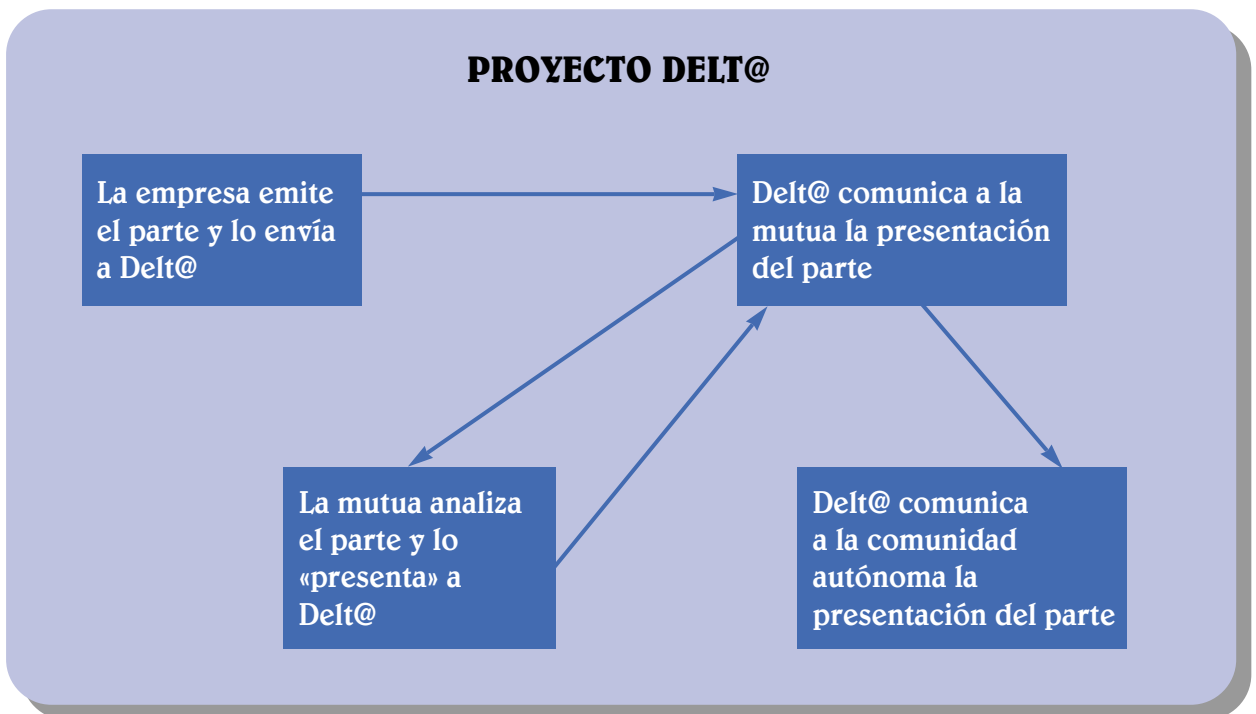 PROYECTO DELT@
La empresa emite
el parte y lo envía
a Delt@
Delt@ comunica a la
mutua la presentación
del parte
La mutua analiza
el parte y lo
«presenta» a
Delt@
Delt@ comunica
a la comunidad
autónoma la
presentación del parte